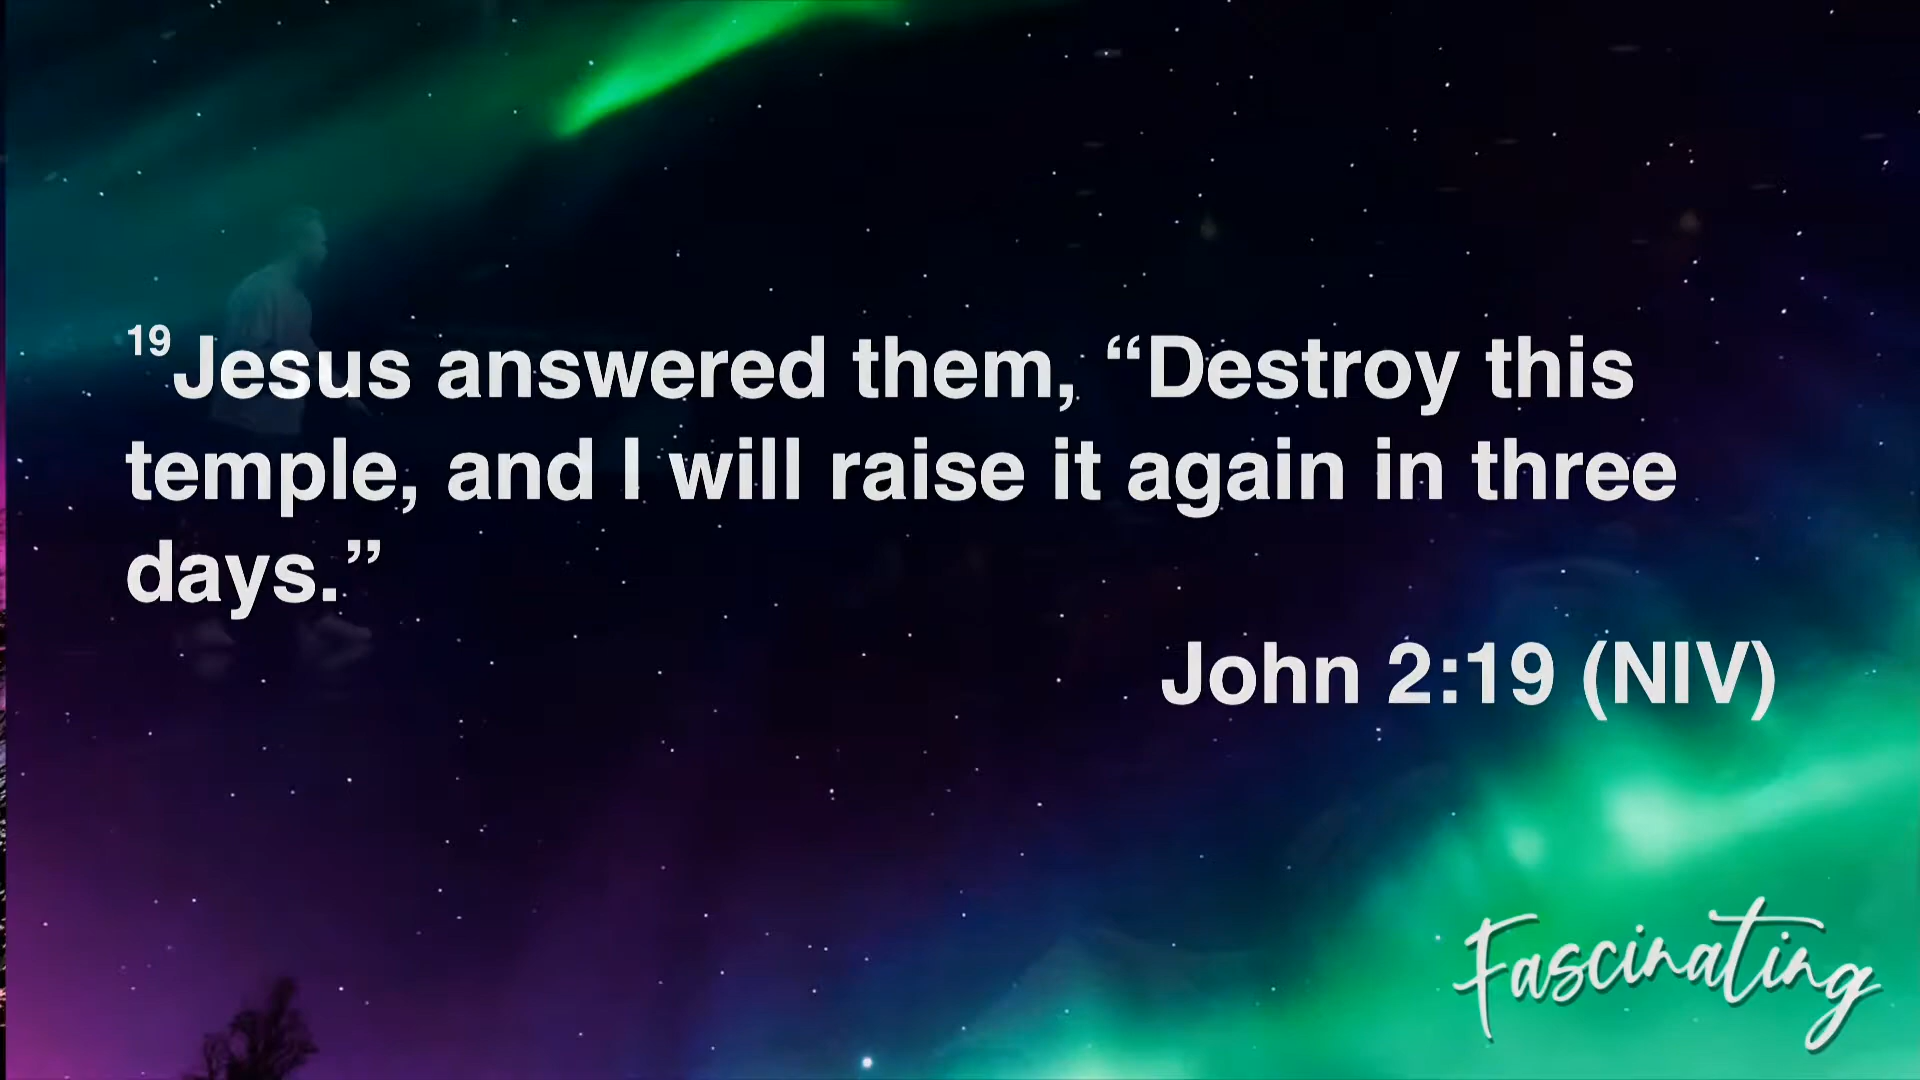 19Jesus answered them, “Destroy this
temple, and I will raise it again in three
days.”
John 2:19 (NIV)
Fascinating